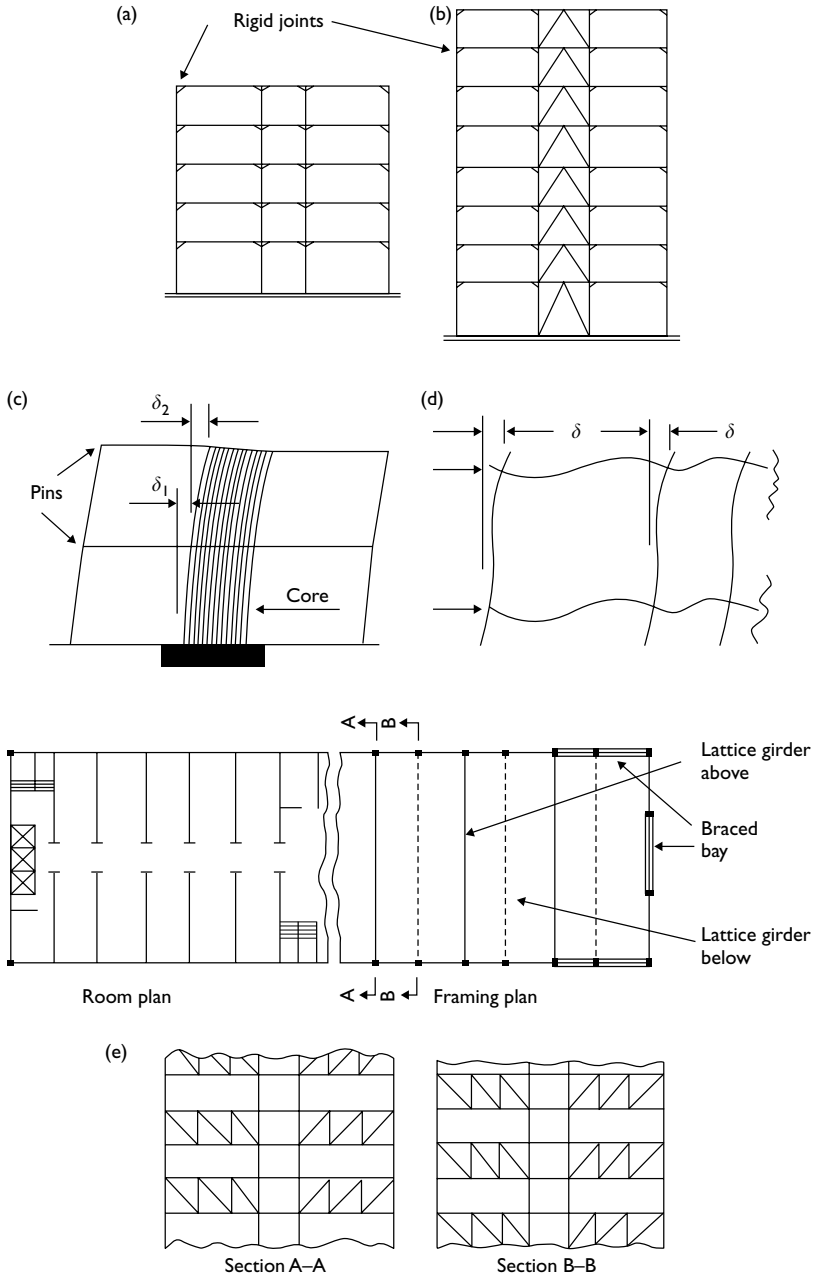 (a)
Rigid joints
(b)
(c)
δ2
δ1
Pins
Core
(d)
δ
δ
A
B
Lattice girder
above
Braced
bay
Lattice girder
below
A
B
Room plan
Framing plan
(e)
Section A–A
Section B–B